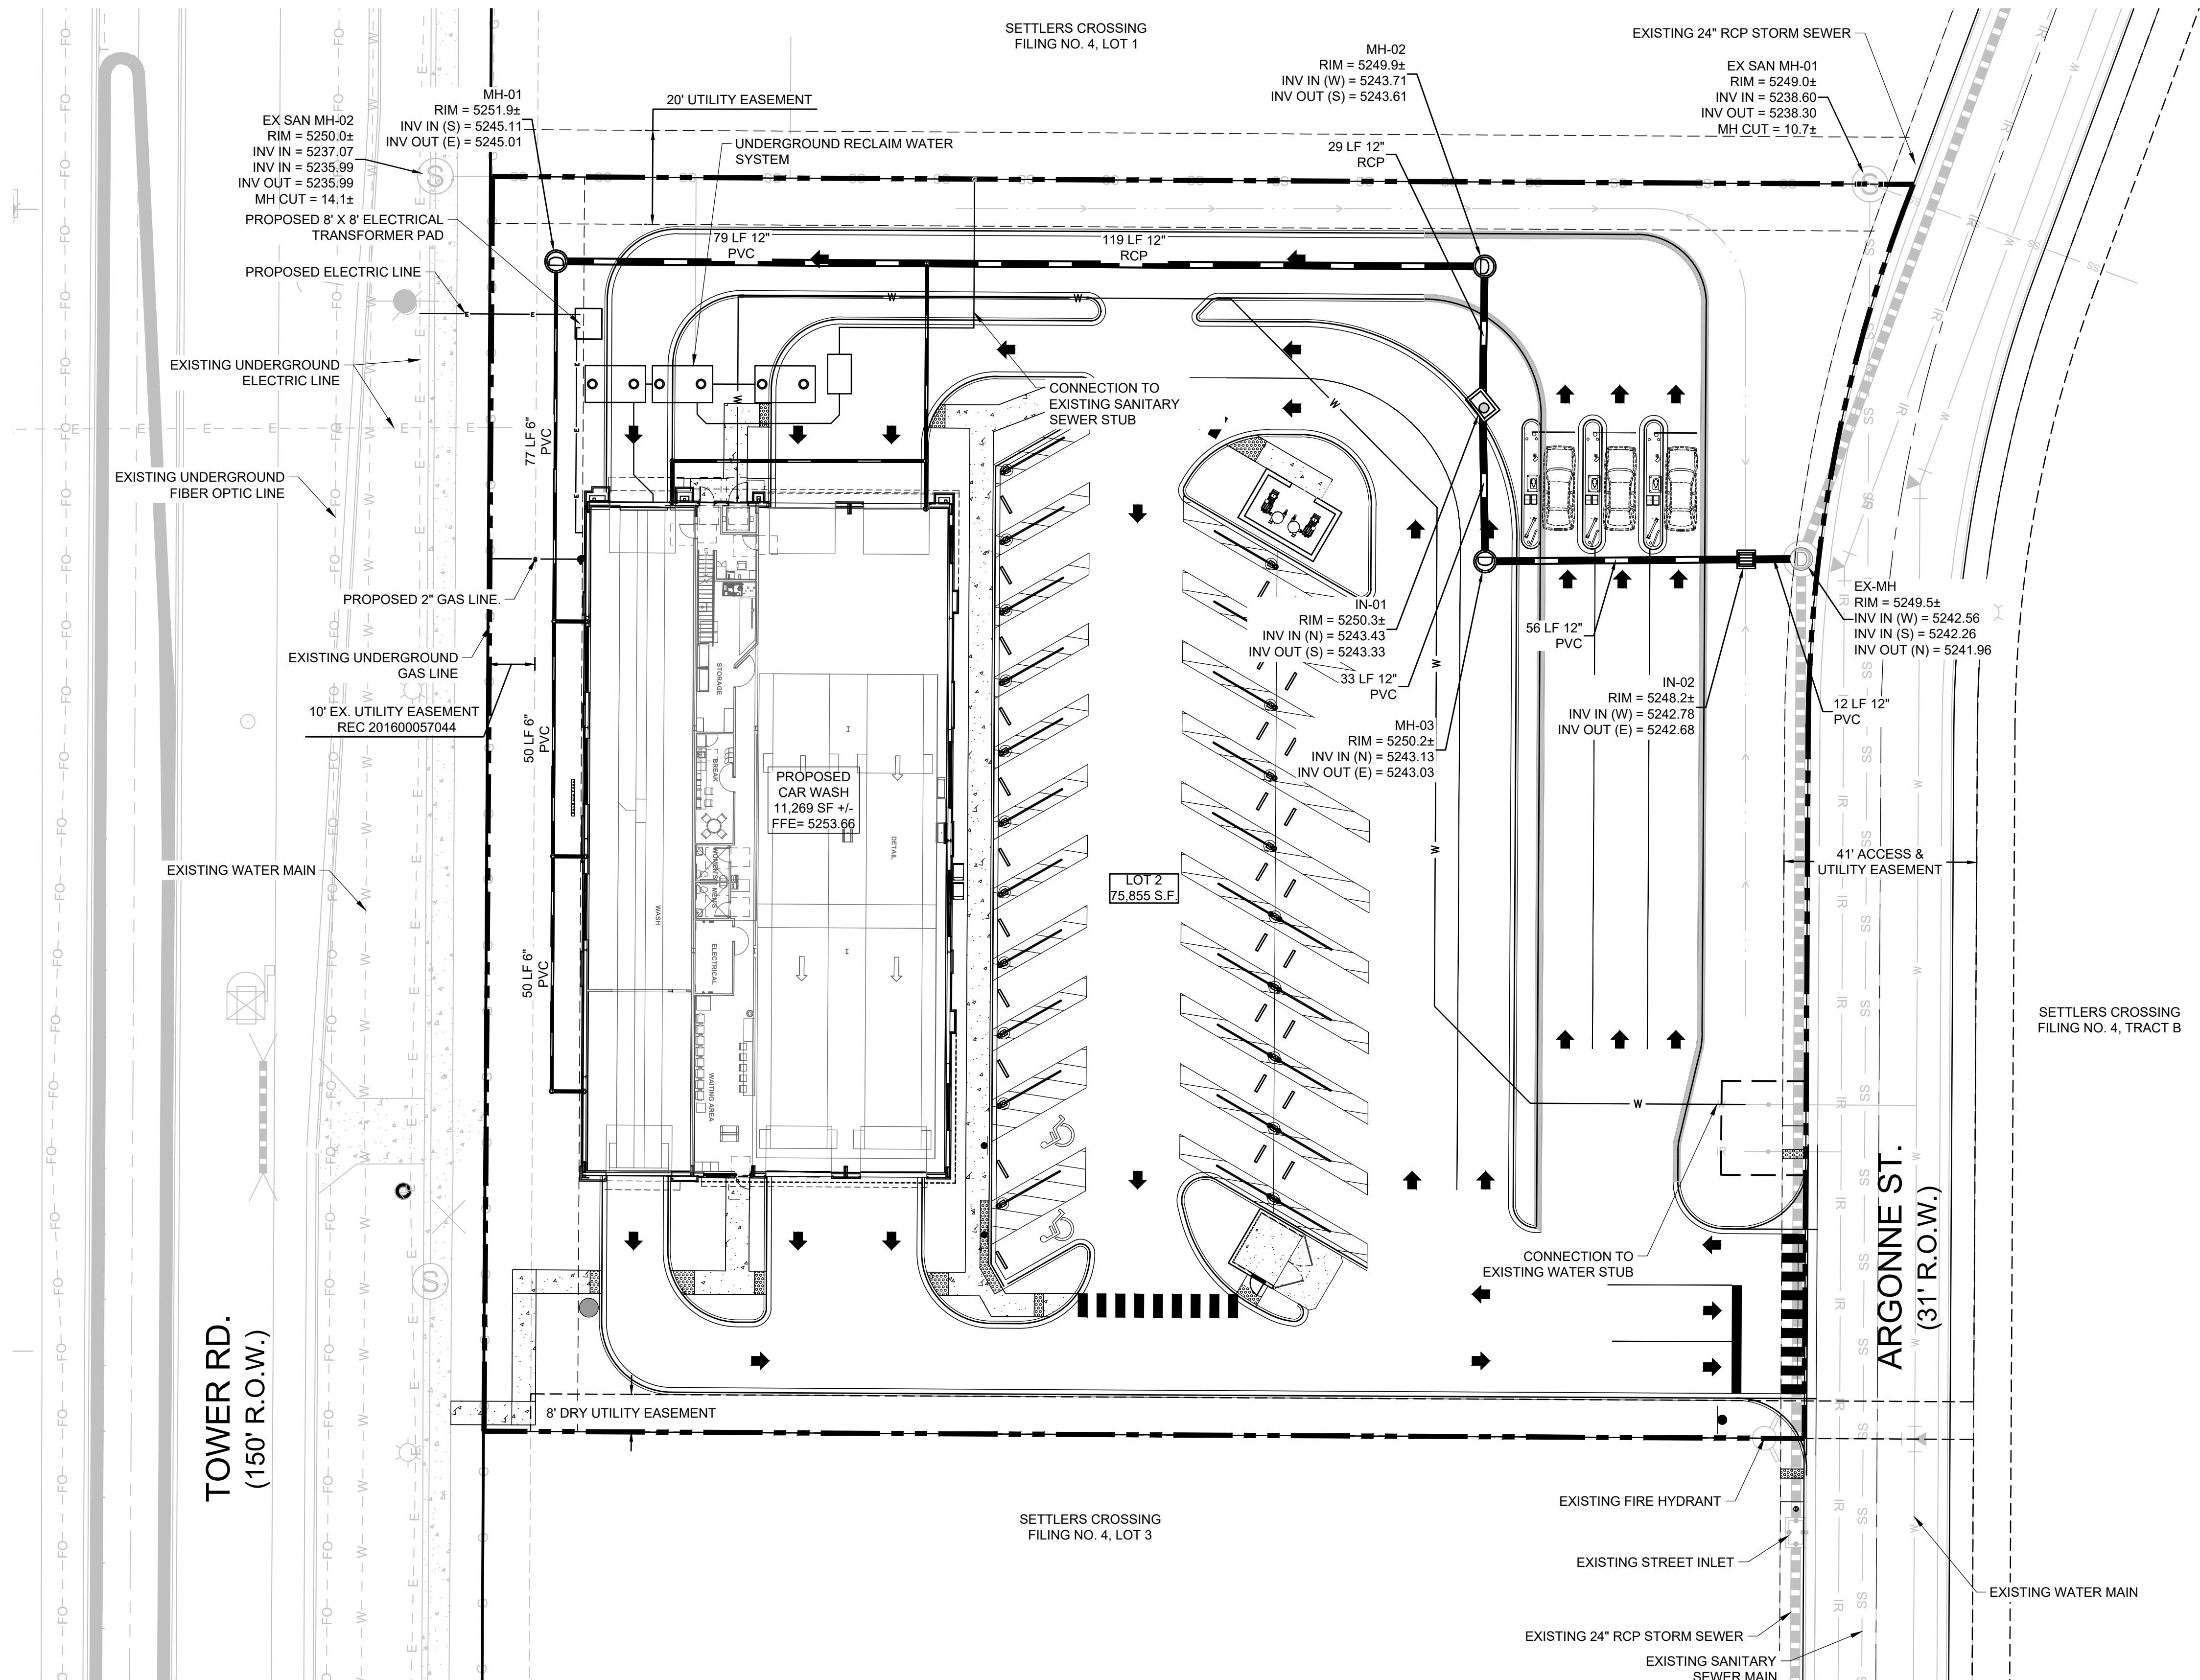 SETTLERS CROSSING
FILING NO. 4, LOT 1
EXISTING 24" RCP STORM SEWER
MH-02
RIM = 5249.9±
INV IN (W) = 5243.71
INV OUT (S) = 5243.61
EX SAN MH-01
RIM = 5249.0±
INV IN = 5238.60
INV OUT = 5238.30
MH CUT = 10.7±
MH-01
RIM = 5251.9±
INV IN (S) = 5245.11
INV OUT (E) = 5245.01
20' UTILITY EASEMENT
EX SAN MH-02
RIM = 5250.0±
INV IN = 5237.07
INV IN = 5235.99
INV OUT = 5235.99
MH CUT = 14.1±
UNDERGROUND RECLAIM WATER
SYSTEM
29 LF 12"
RCP
PROPOSED 8' X 8' ELECTRICAL
TRANSFORMER PAD
79 LF 12"
PVC
119 LF 12"
RCP
PROPOSED ELECTRIC LINE
EXISTING UNDERGROUND
ELECTRIC LINE
CONNECTION TO
EXISTING SANITARY
SEWER STUB
77 LF 6"
PVC
EXISTING UNDERGROUND
FIBER OPTIC LINE
PROPOSED 2" GAS LINE.
EXISTING UNDERGROUND
GAS LINE
10' EX. UTILITY EASEMENT
REC 201600057044
50 LF 6"
PVC
STORAGE
BREAK
WOMEN'S
MEN'S
ELECTRICAL
WAITING AREA
WASH
DETAIL
PROPOSED
CAR WASH
11,269 SF +/-
FFE= 5253.66
IN-01
RIM = 5250.3±
INV IN (N) = 5243.43
INV OUT (S) = 5243.33
33 LF 12"
PVC
MH-03
RIM = 5250.2±
INV IN (N) = 5243.13
INV OUT (E) = 5243.03
56 LF 12"
PVC
IN-02
RIM = 5248.2±
INV IN (W) = 5242.78
INV OUT (E) = 5242.68
EX-MH
RIM = 5249.5±
INV IN (W) = 5242.56
INV IN (S) = 5242.26
INV OUT (N) = 5241.96
12 LF 12"
PVC
EXISTING WATER MAIN
LOT 2
75,855 S.F.
41' ACCESS &
UTILITY EASEMENT
50 LF 6"
PVC
SETTLERS CROSSING
FILING NO. 4, TRACT B
CONNECTION TO
EXISTING WATER STUB
ARGONNE ST.
(31' R.O.W.)
TOWER RD.
(150' R.O.W.)
8' DRY UTILITY EASEMENT
SETTLERS CROSSING
FILING NO. 4, LOT 3
EXISTING FIRE HYDRANT
EXISTING STREET INLET
EXISTING WATER MAIN
EXISTING 24" RCP STORM SEWER
EXISTING SANITARY
SEWER MAIN